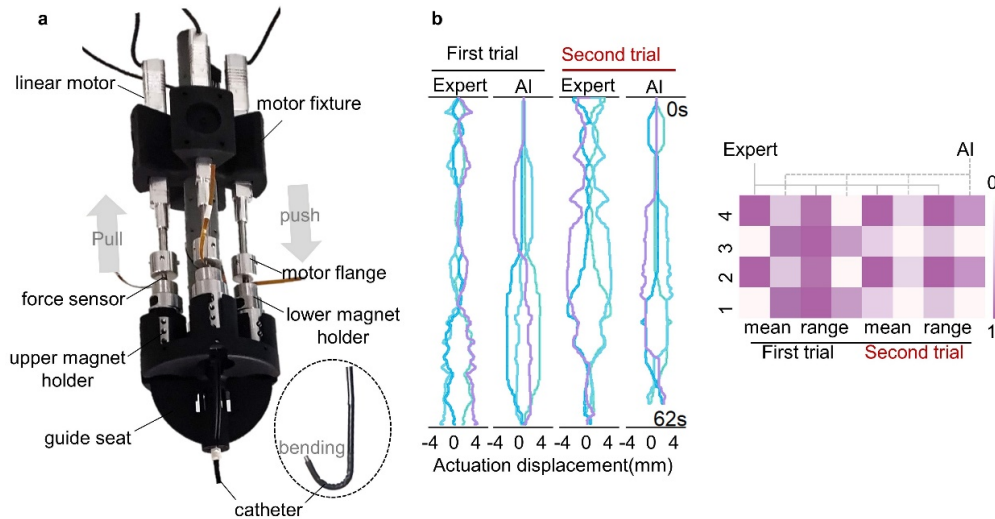 a
linear motor
motor fixture
Pull
push
force sensor
motor flange
lower magnet
holder
upper magnet
holder
guide seat
bending
catheter
b
First trial
Second trial
Expert
AI
Expert
AI
0s
62s
-4 0 4 -4 0 4 -4 0 4 -4 0 4
Actuation displacement(mm)
Expert
AI
0
4
3
2
1
1
mean range mean range
First trial Second trial